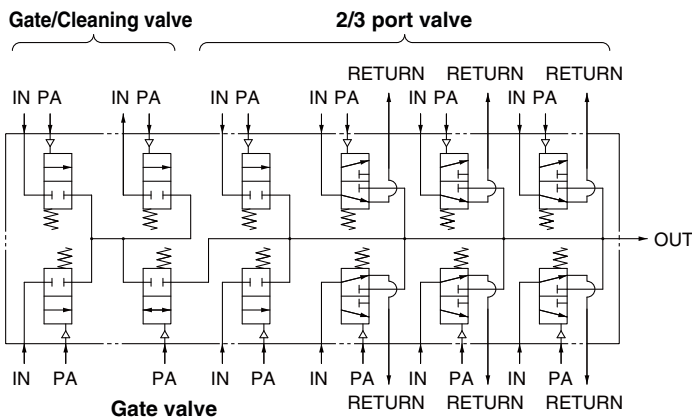 Gate/Cleaning valve 2/3 port valve
RETURN RETURN RETURN
IN PA IN PA IN PA IN PA IN PA IN PA
OUT
IN PA PA IN PA IN PA IN PA IN PA
Gate valve RETURN RETURN RETURN